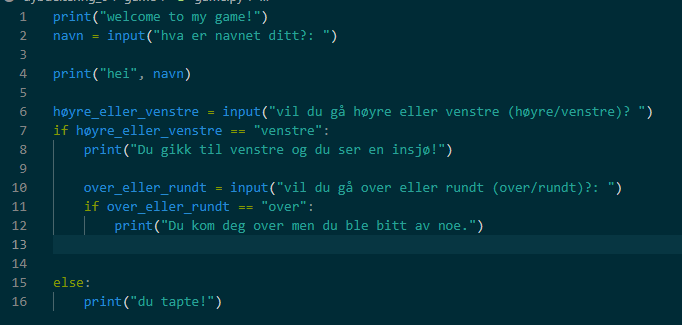 1 print("welcome to my game!")
2 navn = input("hva er navnet ditt?: ")
3
4 print("hei", navn)
5
6 høyre_eller_venstre = input("vil du gå høyre eller venstre (høyre/venstre)? ")
7 if høyre_eller_venstre == "venstre":
8 print("Du gikk til venstre og du ser en insjø!")
9
10 over_eller_rundt = input("vil du gå over eller rundt (over/rundt)?: ")
11 if over_eller_rundt == "over":
12 print("Du kom deg over men du ble bitt av noe.")
13
14
15 else:
16 print("du tapte!")